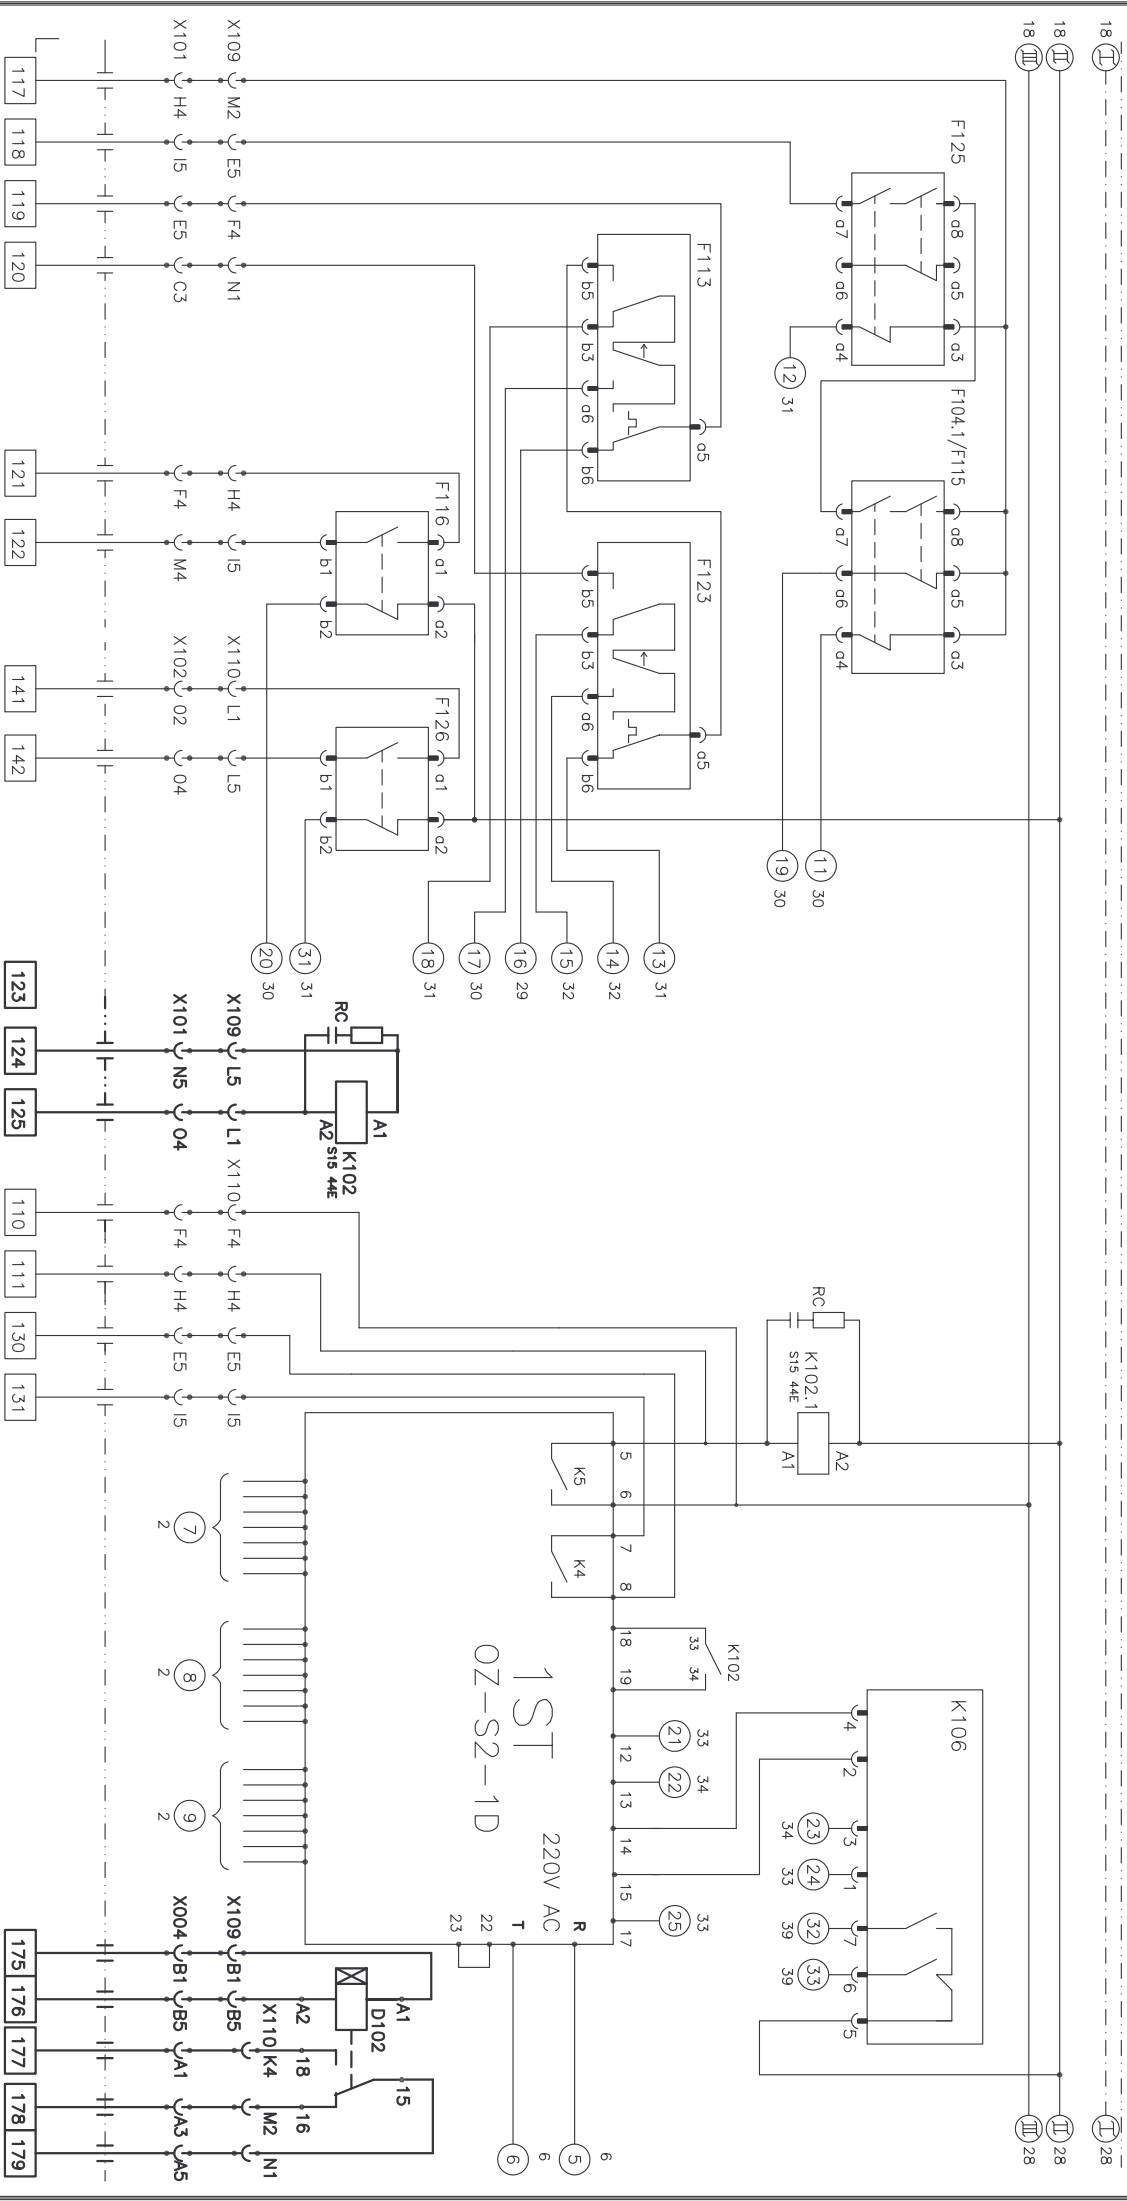 18 Ⅰ Ⅰ 28
18 Ⅱ Ⅱ 28
18 Ⅲ Ⅲ 28
F125 F104.1/F115 K106
a8 a5 a3 a8 a5 a3
a7 a6 a4 a7 a6 a4
4 2 3 1 7 6 5
12 31
11 30
19 30
23 24 32 33
34 33 39 39
RC K102.1
S15 44E
A2
A1
K102
33 34
F113 F123
a5 a5
b5 b3 a6 b6 b5 b3 a6 b6
13 31
14 32
15 32
16 29
17 30
18 31
31 31
20 30
33 34 33
21 22 25
5 6 7 8 18 19 12 13 14 15 17
K5 K4
1ST
OZ-S2-1D
220V AC
R
T
22
23
5 6
6 6
F116 F126
a1 a2 a1 a2
b1 b2 b1 b2
RC
A1
A2
K102
S15 44E
A1
D102
A2 18 16 15
X110 K4 M2 N1
X109 M2 E5 F4 N1 H4 I5 X110 L1 L5 X109 L5 L1 X110 F4 H4 E5 I5 X109 B1 B5
X101 H4 I5 E5 C3 F4 M4 X102 O2 O4 X101 N5 O4 F4 H4 E5 I5 X004 B1 B5 A1 A3 A5
7 8 9
2 2 2
117 118 119 120 121 122 141 142 123 124 125 110 111 130 131 175 176 177 178 179